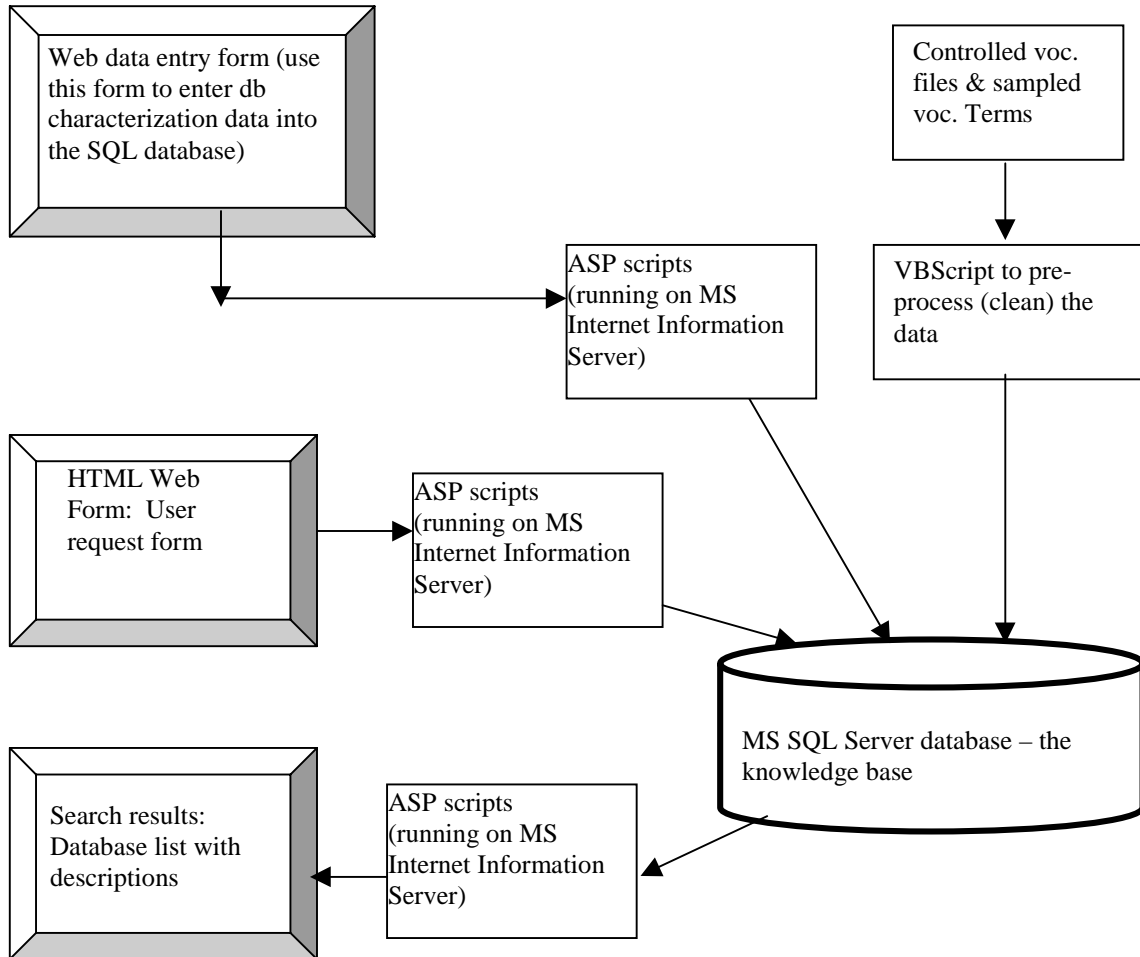 Web data entry form (use
this form to enter db
characterization data into
the SQL database)
Controlled voc.
files & sampled
voc. Terms
ASP scripts
(running on MS
Internet Information
Server)
VBScript to pre-
process (clean) the
data
HTML Web
Form:  User
request form
ASP scripts
(running on MS
Internet Information
Server)
MS SQL Server database – the
knowledge base
Search results:
Database list with
descriptions
ASP scripts
(running on MS
Internet Information
Server)